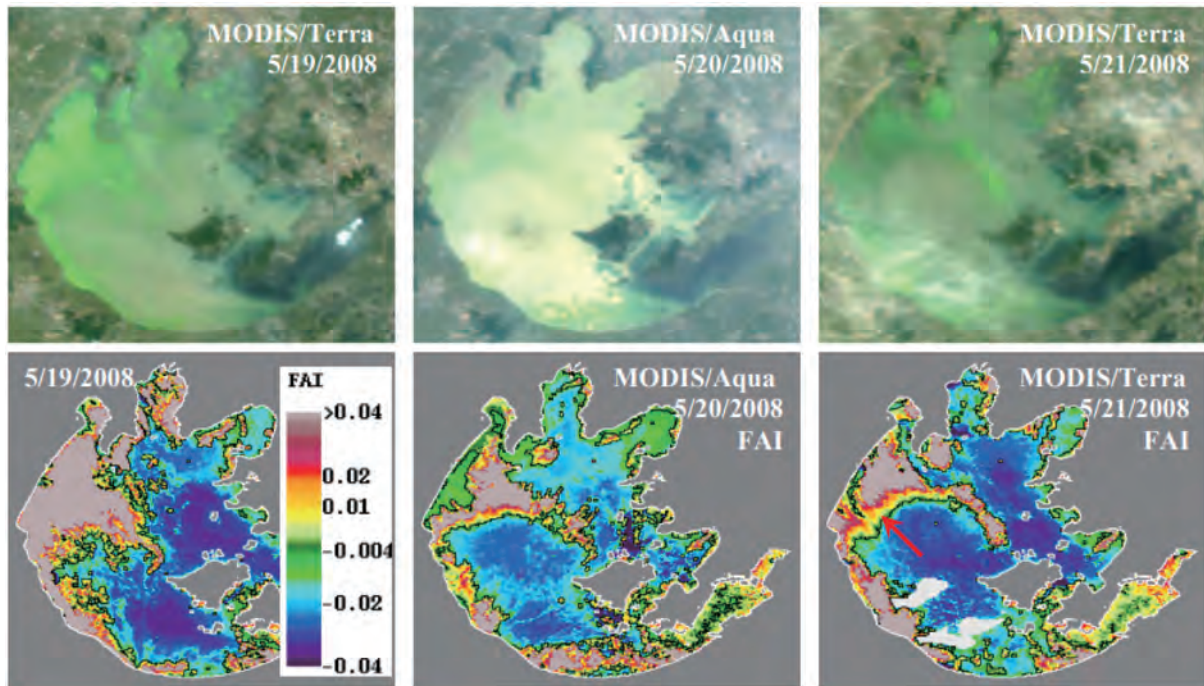 MODIS/Terra
5/19/2008
MODIS/Aqua
5/20/2008
MODIS/Terra
5/21/2008
5/19/2008
FAI
>0.04
0.02
0.01
-0.004
-0.02
-0.04
MODIS/Aqua
5/20/2008
FAI
MODIS/Terra
5/21/2008
FAI